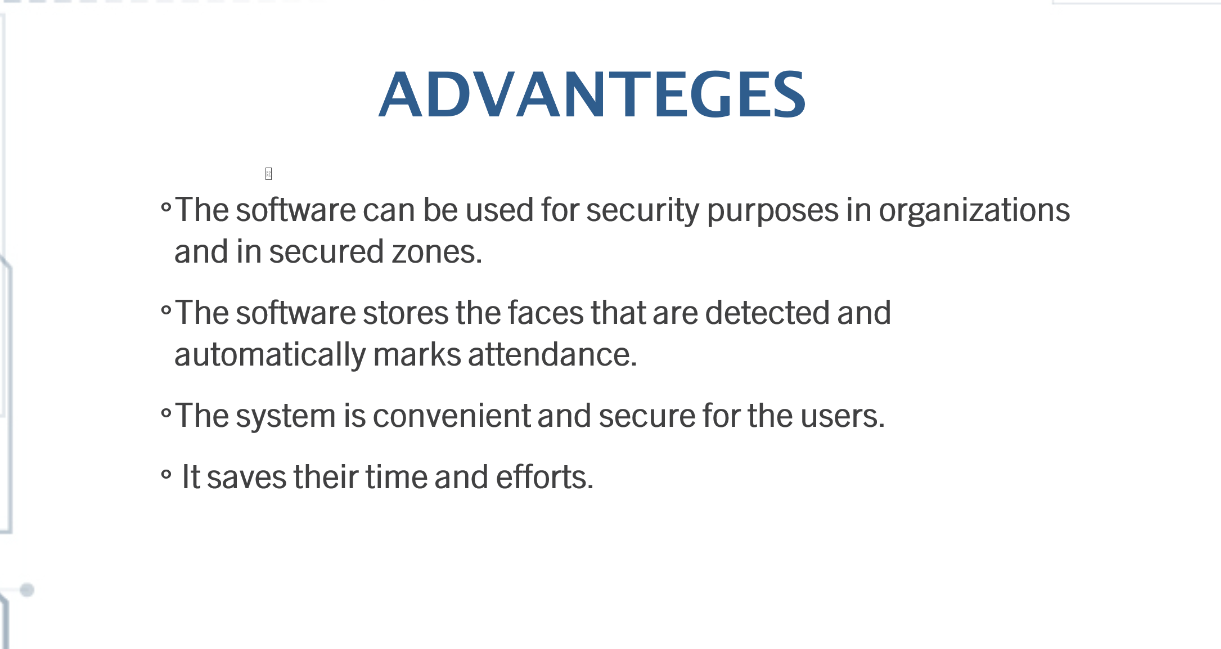 ADVANTEGES
°The software can be used for security purposes in organizations
and in secured zones.
°The software stores the faces that are detected and
automatically marks attendance.
°The system is convenient and secure for the users.
° It saves their time and efforts.